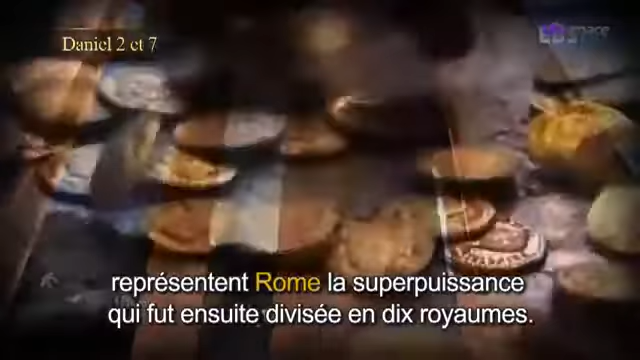 Daniel 2 et 7
représentent Rome la superpuissance
qui fut ensuite divisée en dix royaumes.